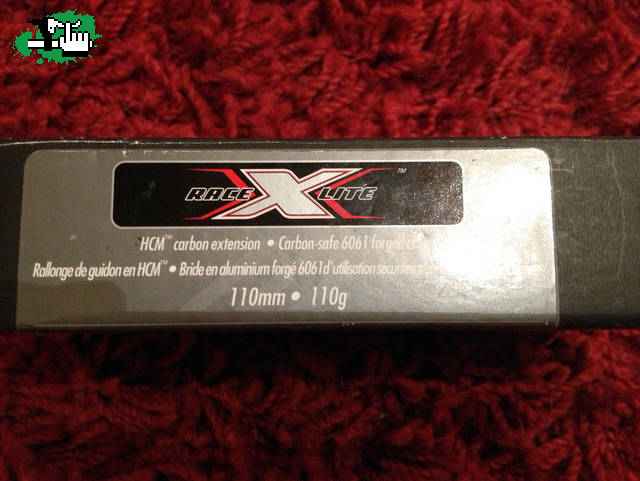 RACE X LITE ™
HCM™ carbon extension • Carbon-safe 6061 forged
Rallonge de guidon en HCM™ • Bride en aluminium forgé 6061 d'utilisation
110mm • 110g